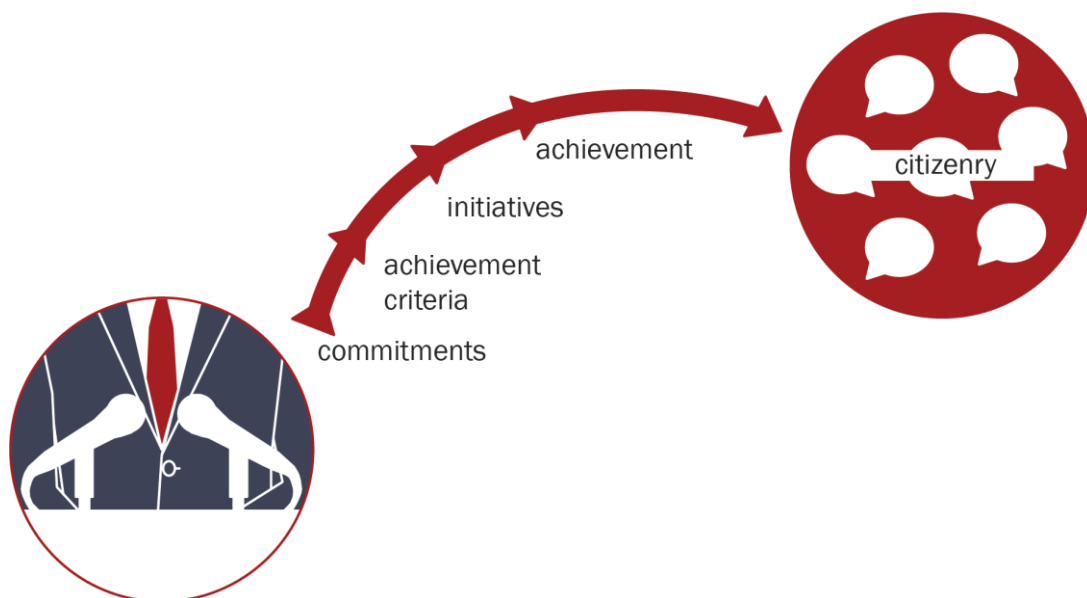 achievement
citizenry
initiatives
achievement
criteria
commitments